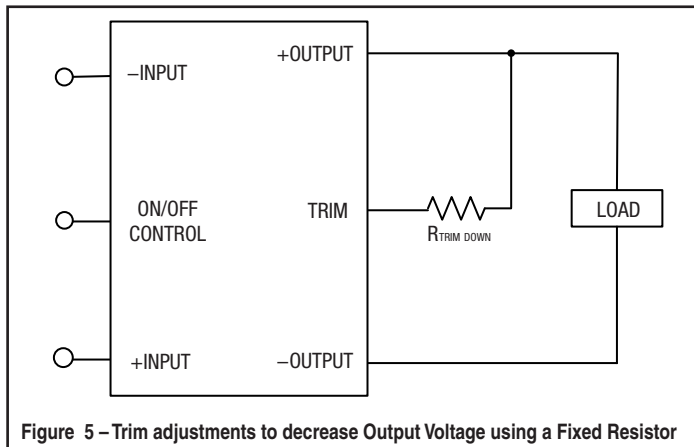 –INPUT
+OUTPUT
ON/OFF
CONTROL
TRIM
RTRIM DOWN
LOAD
+INPUT
–OUTPUT
Figure 5 – Trim adjustments to decrease Output Voltage using a Fixed Resistor